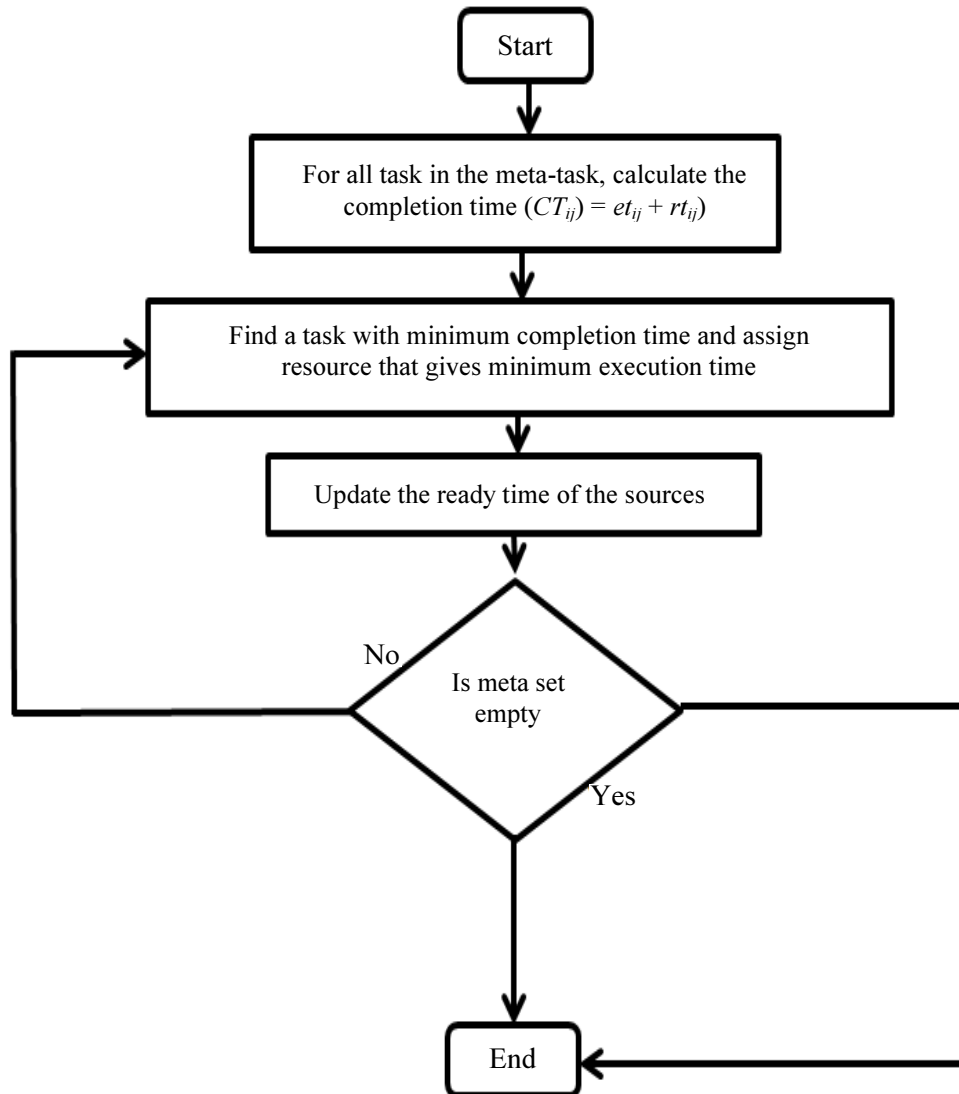 Start
For all task in the meta-task, calculate the
completion time (CTij) = etij + rtij)
Find a task with minimum completion time and assign
resource that gives minimum execution time
Update the ready time of the sources
No
Is meta set
empty
Yes
End